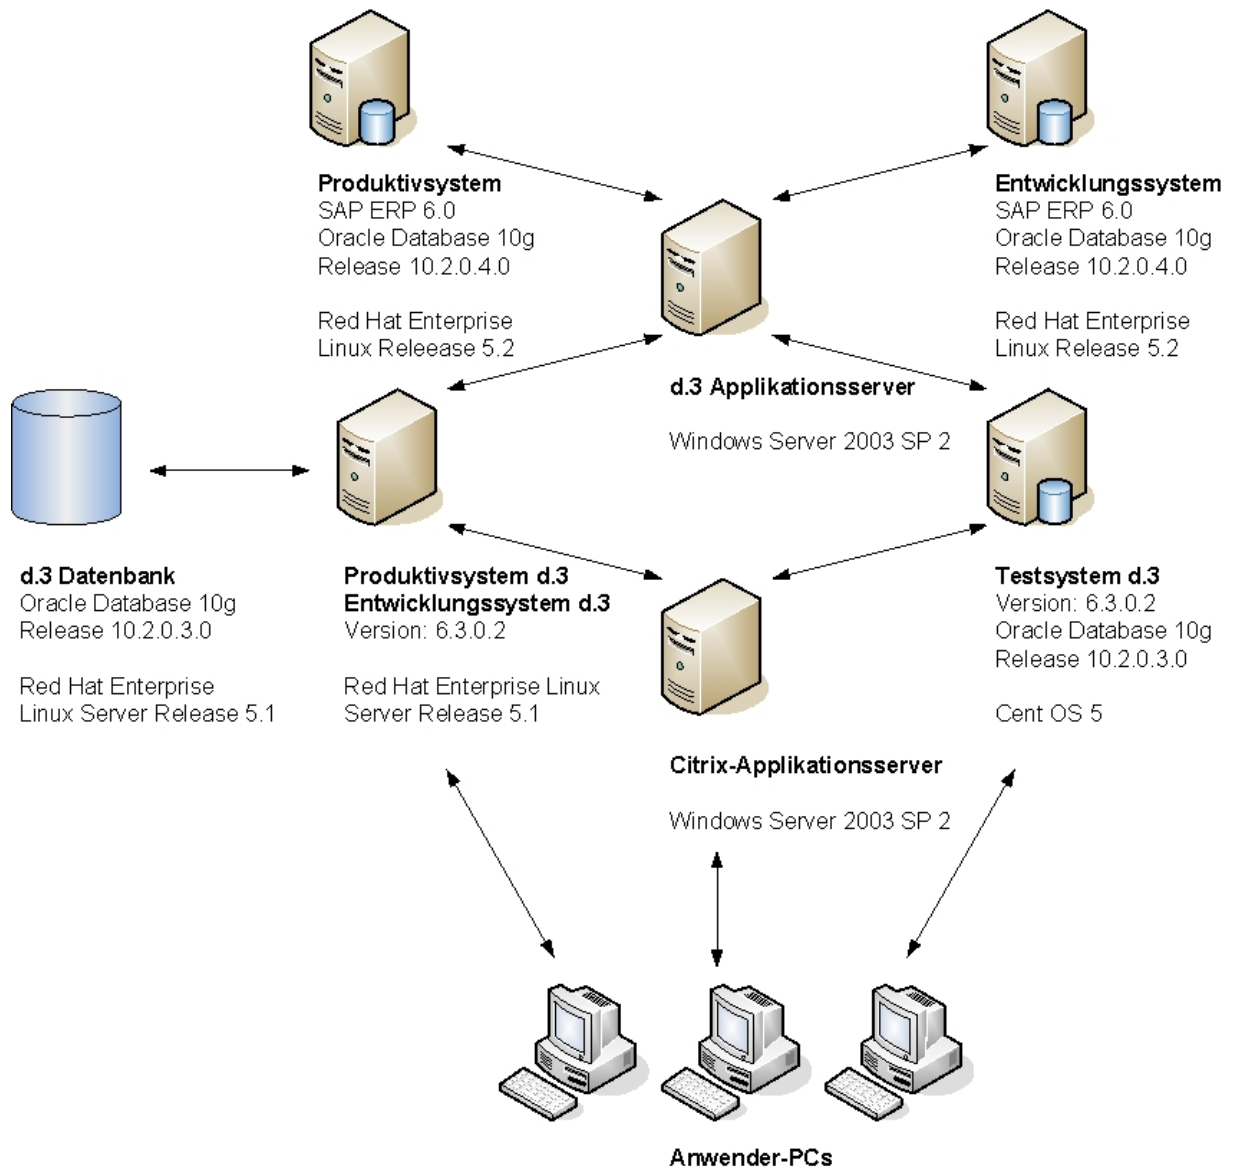 Produktivsystem
SAP ERP 6.0
Oracle Database 10g
Release 10.2.0.4.0
Red Hat Enterprise
Linux Releease 5.2
Entwicklungssystem
SAP ERP 6.0
Oracle Database 10g
Release 10.2.0.4.0
Red Hat Enterprise
Linux Release 5.2
d.3 Applikationsserver
Windows Server 2003 SP 2
d.3 Datenbank
Oracle Database 10g
Release 10.2.0.3.0
Red Hat Enterprise
Linux Server Release 5.1
Produktivsystem d.3
Entwicklungssystem d.3
Version: 6.3.0.2
Red Hat Enterprise Linux
Server Release 5.1
Testsystem d.3
Version: 6.3.0.2
Oracle Database 10g
Release 10.2.0.3.0
Cent OS 5
Citrix-Applikationsserver
Windows Server 2003 SP 2
Anwender-PCs